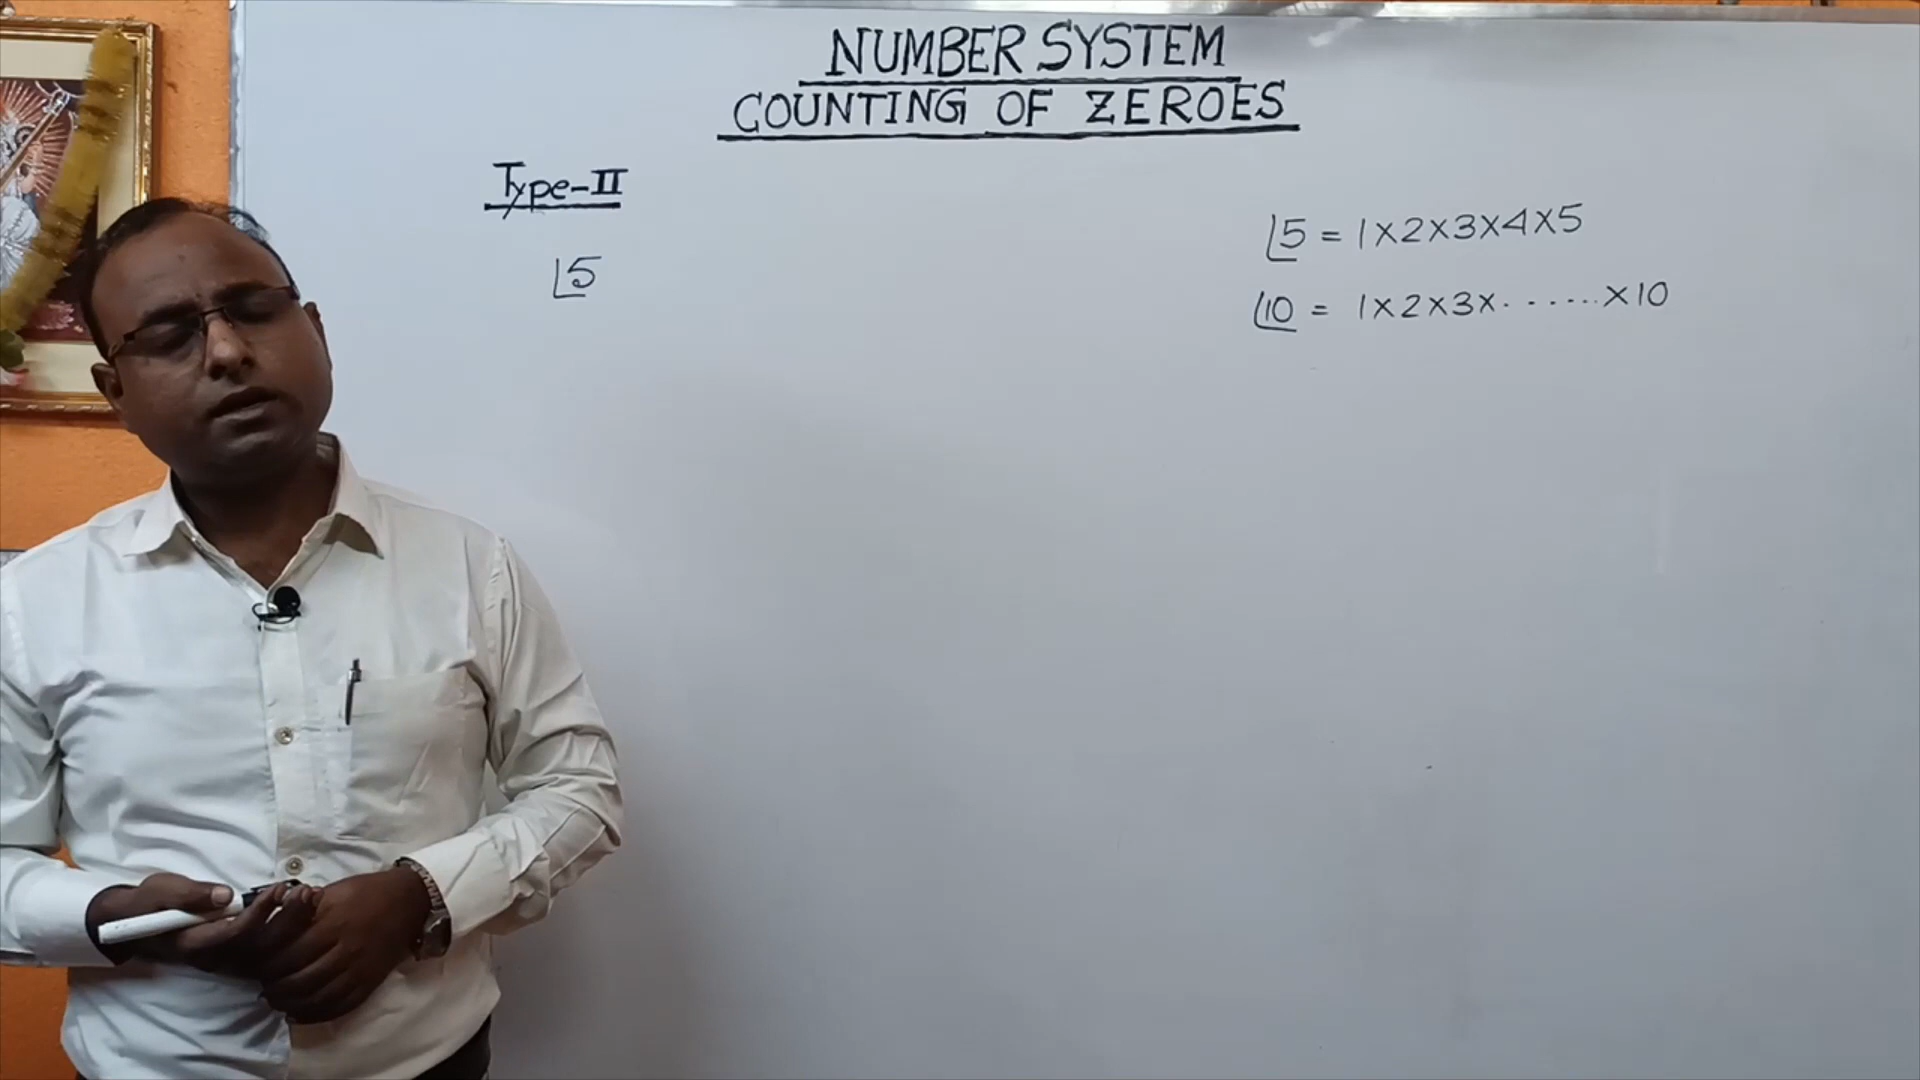 NUMBER SYSTEM
COUNTING OF ZEROES
Type-II
⌊5
⌊5 = 1×2×3×4×5
⌊10 = 1×2×3×.......×10